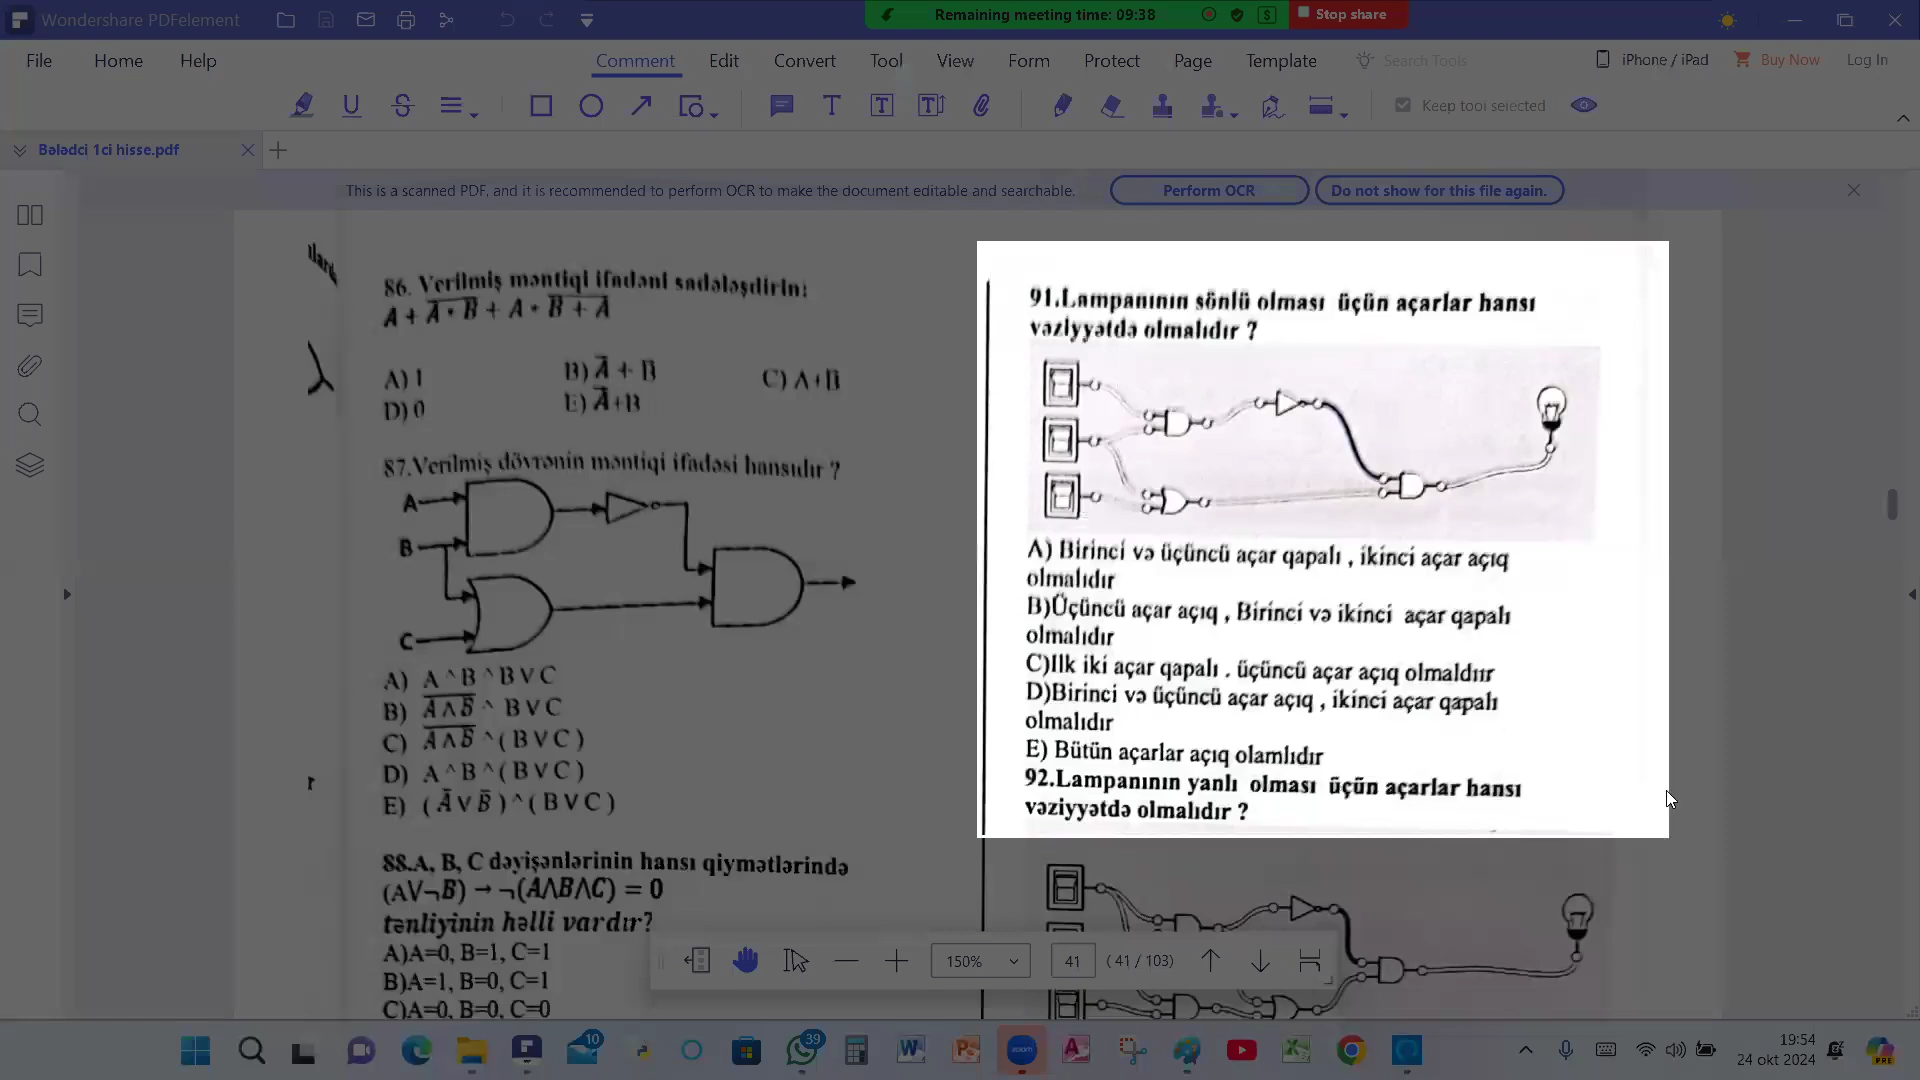 Wondershare PDFelement
Remaining meeting time: 09:38
Stop share
File Home Help
Comment Edit Convert Tool View Form Protect Page Template
Search Tools
iPhone / iPad
Buy Now
Log In
Keep tool selected
Bələdci 1ci hisse.pdf
This is a scanned PDF, and it is recommended to perform OCR to make the document editable and searchable.
Perform OCR
Do not show for this file again.
86. Verilmiş məntiqi ifadəni sadələşdirin:
A + A̅ ̅•̅ ̅B̅ + A • B̅ ̅+̅ ̅A̅
A) 1
B) A̅ + B
C) A+B
D) 0
E) A̅+B
87.Verilmiş dövrənin məntiqi ifadəsi hansıdır ?
A
B
C
A) A ^ B ^ B V C
B) A̅ ̅Λ̅ ̅B̅ ^ B V C
C) A̅ ̅Λ̅ ̅B̅ ^ ( B V C )
D) A ^ B ^ ( B V C )
E) ( A̅ V B̅ ) ^ ( B V C )
88.A, B, C dəyişənlərinin hansı qiymətlərində
(AV¬B) → ¬(AΛBΛC) = 0
tənliyinin həlli vardır?
A)A=0, B=1, C=1
B)A=1, B=0, C=1
C)A=0, B=0, C=0
91.Lampanının sönlü olması üçün açarlar hansı
vəziyyətdə olmalıdır ?
A) Birinci və üçüncü açar qapalı , ikinci açar açıq
olmalıdır
B)Üçüncü açar açıq , Birinci və ikinci açar qapalı
olmalıdır
C)Ilk iki açar qapalı . üçüncü açar açıq olmaldıır
D)Birinci və üçüncü açar açıq , ikinci açar qapalı
olmalıdır
E) Bütün açarlar açıq olamlıdır
92.Lampanının yanlı olması üçün açarlar hansı
vəziyyətdə olmalıdır ?
150%
41
( 41 / 103)
10
39
zoom
19:54
24 okt 2024
PRE